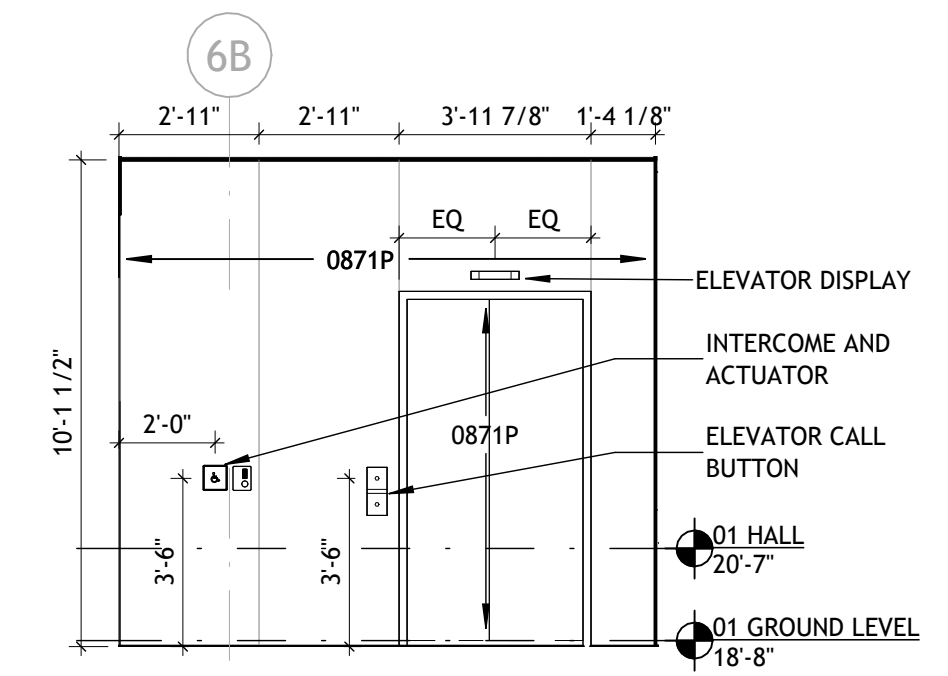 6B
2'-11" 2'-11" 3'-11 7/8" 1'-4 1/8"
EQ EQ
0871P
ELEVATOR DISPLAY
INTERCOME AND
ACTUATOR
10'-1 1/2"
2'-0"
0871P
ELEVATOR CALL
BUTTON
3'-6" 3'-6"
01 HALL
20'-7"
01 GROUND LEVEL
18'-8"